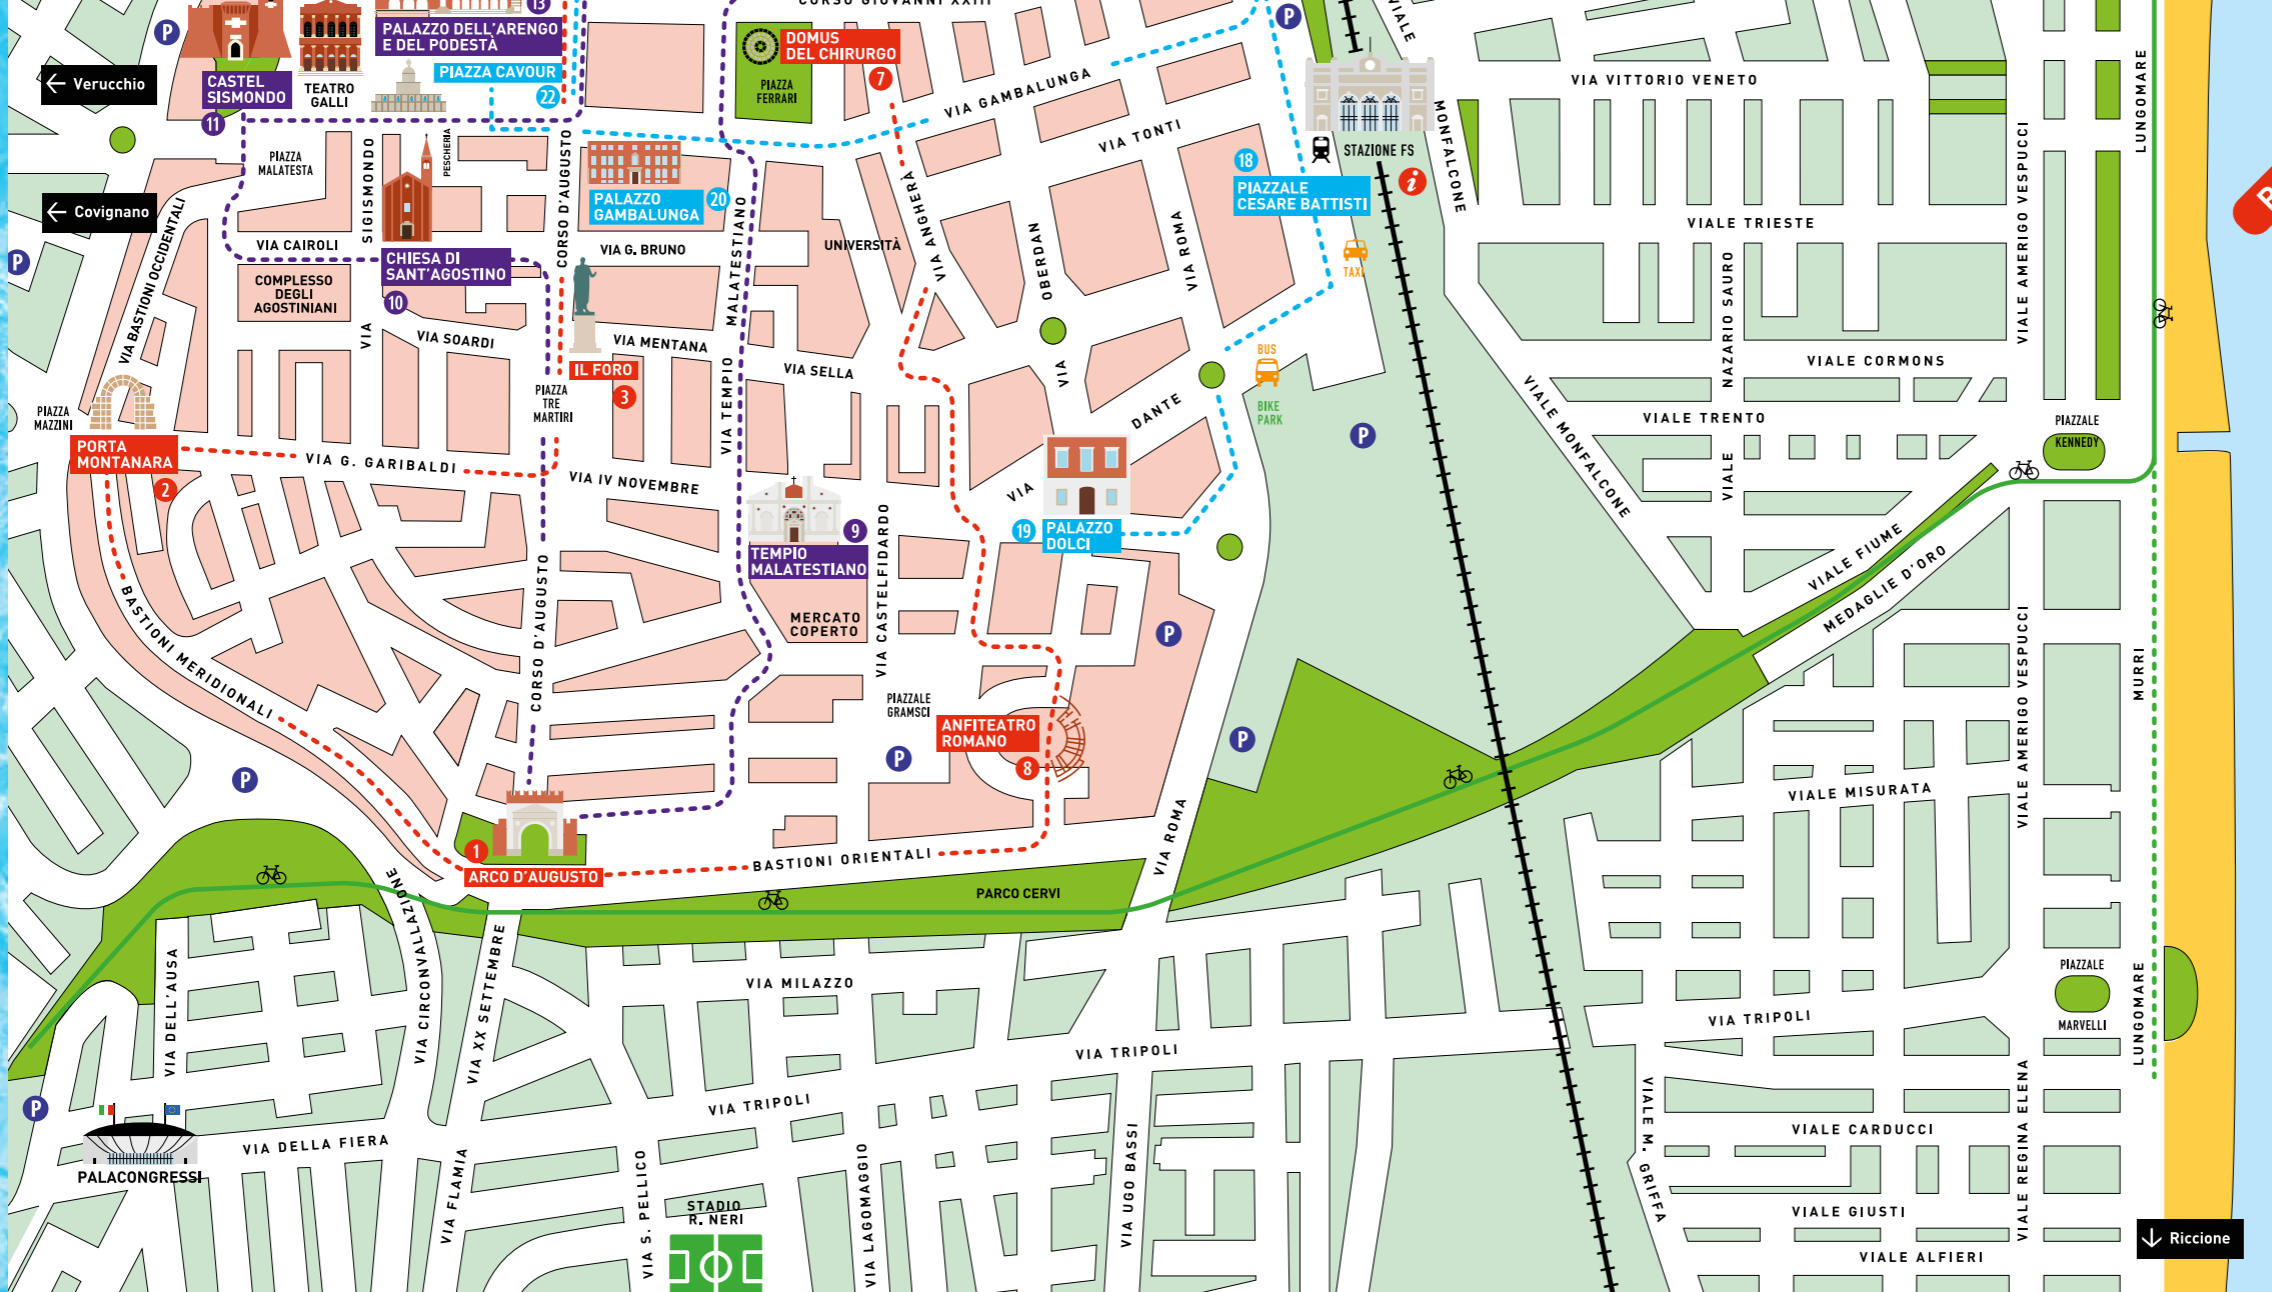 13
CORSO GIOVANNI XXIII
P
P
VIALE
PALAZZO DELL'ARENGO
E DEL PODESTÀ
DOMUS
DEL CHIRURGO
7
PIAZZA CAVOUR
22
← Verucchio
CASTEL
SISMONDO
11
TEATRO
GALLI
PIAZZA
FERRARI
VIA GAMBALUNGA
VIA VITTORIO VENETO
LUNGOMARE
MONFALCONE
VIA TONTI
STAZIONE FS
i
PIAZZA
MALATESTA
SIGISMONDO
PESCHERIA
CORSO D'AUGUSTO
18
PIAZZALE
CESARE BATTISTI
VIALE AMERIGO VESPUCCI
← Covignano
PALAZZO
GAMBALUNGA
20
VIA ANGHERÀ
VIA BASTIONI OCCIDENTALI
VIA CAIROLI
CHIESA DI
SANT'AGOSTINO
10
VIA G. BRUNO
UNIVERSITÀ
OBERDAN
VIA ROMA
VIALE TRIESTE
P
COMPLESSO
DEGLI
AGOSTINIANI
TAXI
NAZARIO SAURO
VIA
VIA SOARDI
VIA MENTANA
MALATESTIANO
VIA TEMPIO
VIA SELLA
VIA
BUS
BIKE
PARK
VIALE CORMONS
IL FORO
3
PIAZZA
TRE
MARTIRI
PIAZZA
MAZZINI
PORTA
MONTANARA
2
VIA G. GARIBALDI
VIA IV NOVEMBRE
DANTE
VIA
P
VIALE MONFALCONE
VIALE TRENTO
VIALE
PIAZZALE
KENNEDY
9
TEMPIO
MALATESTIANO
VIA CASTELFIDARDO
19
PALAZZO
DOLCI
VIALE FIUME
MEDAGLIE D'ORO
BASTIONI MERIDIONALI
CORSO D'AUGUSTO
MERCATO
COPERTO
P
VIALE AMERIGO VESPUCCI
MURRI
PIAZZALE
GRAMSCI
ANFITEATRO
ROMANO
8
P
P
P
VIALE MISURATA
1
ARCO D'AUGUSTO
BASTIONI ORIENTALI
VIA ROMA
PARCO CERVI
VIA CIRCONVALLAZIONE
VIA XX SETTEMBRE
VIA DELL'AUSA
VIA MILAZZO
PIAZZALE
MARVELLI
LUNGOMARE
VIA TRIPOLI
VIA TRIPOLI
VIA TRIPOLI
P
PALACONGRESSI
VIA DELLA FIERA
VIA FLAMIA
VIA S. PELLICO
STADIO
R. NERI
VIA LAGOMAGGIO
VIA UGO BASSI
VIALE M. GRIFFA
VIALE CARDUCCI
VIALE REGINA ELENA
VIALE GIUSTI
VIALE ALFIERI
↓ Riccione